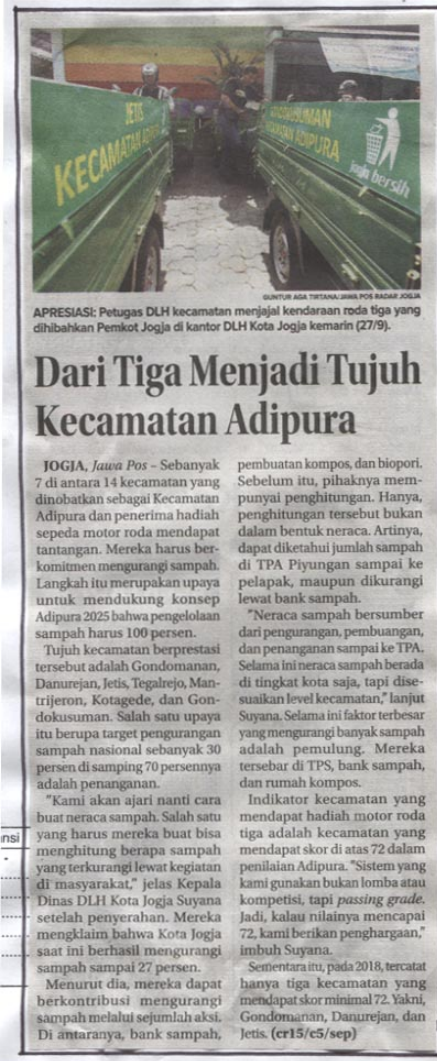 JETIS
KECAMATAN ADIPURA
KECAMATAN ADIPURA
jogja bersih
GUNTUR AGA TIRTANA/JAWA POS RADAR JOGJA
APRESIASI: Petugas DLH kecamatan menjajal kendaraan roda tiga yang
dihibahkan Pemkot Jogja di kantor DLH Kota Jogja kemarin (27/9).
Dari Tiga Menjadi Tujuh
Kecamatan Adipura
JOGJA, Jawa Pos – Sebanyak
7 di antara 14 kecamatan yang
dinobatkan sebagai Kecamatan
Adipura dan penerima hadiah
sepeda motor roda mendapat
tantangan. Mereka harus ber-
komitmen mengurangi sampah.
Langkah itu merupakan upaya
untuk mendukung konsep
Adipura 2025 bahwa pengelolaan
sampah harus 100 persen.
Tujuh kecamatan berprestasi
tersebut adalah Gondomanan,
Danurejan, Jetis, Tegalrejo, Man-
trijeron, Kotagede, dan Gon-
dokusuman. Salah satu upaya
itu berupa target pengurangan
sampah nasional sebanyak 30
persen di samping 70 persennya
adalah penanganan.
"Kami akan ajari nanti cara
buat neraca sampah. Salah satu
yang harus mereka buat bisa
menghitung berapa sampah
yang terkurangi lewat kegiatan
di masyarakat," jelas Kepala
Dinas DLH Kota Jogja Suyana
setelah penyerahan. Mereka
mengklaim bahwa Kota Jogja
saat ini berhasil mengurangi
sampah sampai 27 persen.
Menurut dia, mereka dapat
berkontribusi mengurangi
sampah melalui sejumlah aksi.
Di antaranya, bank sampah,
pembuatan kompos, dan biopori.
Sebelum itu, pihaknya mem-
punyai penghitungan. Hanya,
penghitungan tersebut bukan
dalam bentuk neraca. Artinya,
dapat diketahui jumlah sampah
di TPA Piyungan sampai ke
pelapak, maupun dikurangi
lewat bank sampah.
"Neraca sampah bersumber
dari pengurangan, pembuangan,
dan penanganan sampai ke TPA.
Selama ini neraca sampah berada
di tingkat kota saja, tapi dise-
suaikan level kecamatan," lanjut
Suyana. Selama ini faktor terbesar
yang mengurangi banyak sampah
adalah pemulung. Mereka
tersebar di TPS, bank sampah,
dan rumah kompos.
Indikator kecamatan yang
mendapat hadiah motor roda
tiga adalah kecamatan yang
mendapat skor di atas 72 dalam
penilaian Adipura. "Sistem yang
kami gunakan bukan lomba atau
kompetisi, tapi passing grade.
Jadi, kalau nilainya mencapai
72, kami berikan penghargaan,"
imbuh Suyana.
Sementara itu, pada 2018, tercatat
hanya tiga kecamatan yang
mendapat skor minimal 72. Yakni,
Gondomanan, Danurejan, dan
Jetis. (cr15/c5/sep)